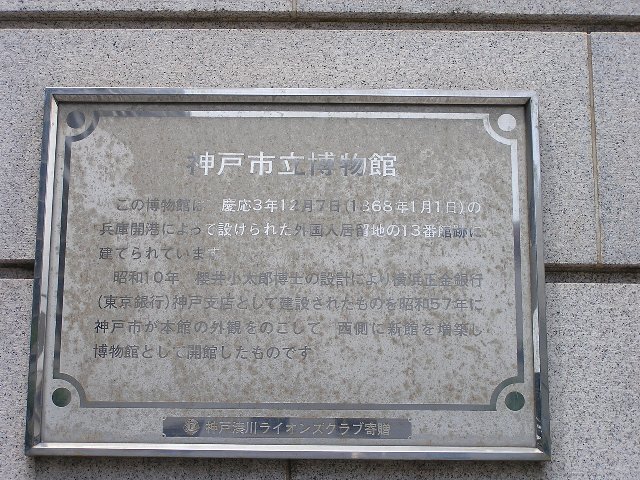 神戸市立博物館
この博物館は 慶応3年12月7日(1868年1月1日)の
兵庫開港によって設けられた外国人居留地の13番館跡に
建てられています
昭和10年 櫻井小太郎博士の設計により横浜正金銀行
(東京銀行)神戸支店として建設されたものを昭和57年に
神戸市が本館の外観をのこして 西側に新館を増築し
博物館として開館したものです
神戸湊川ライオンズクラブ寄贈